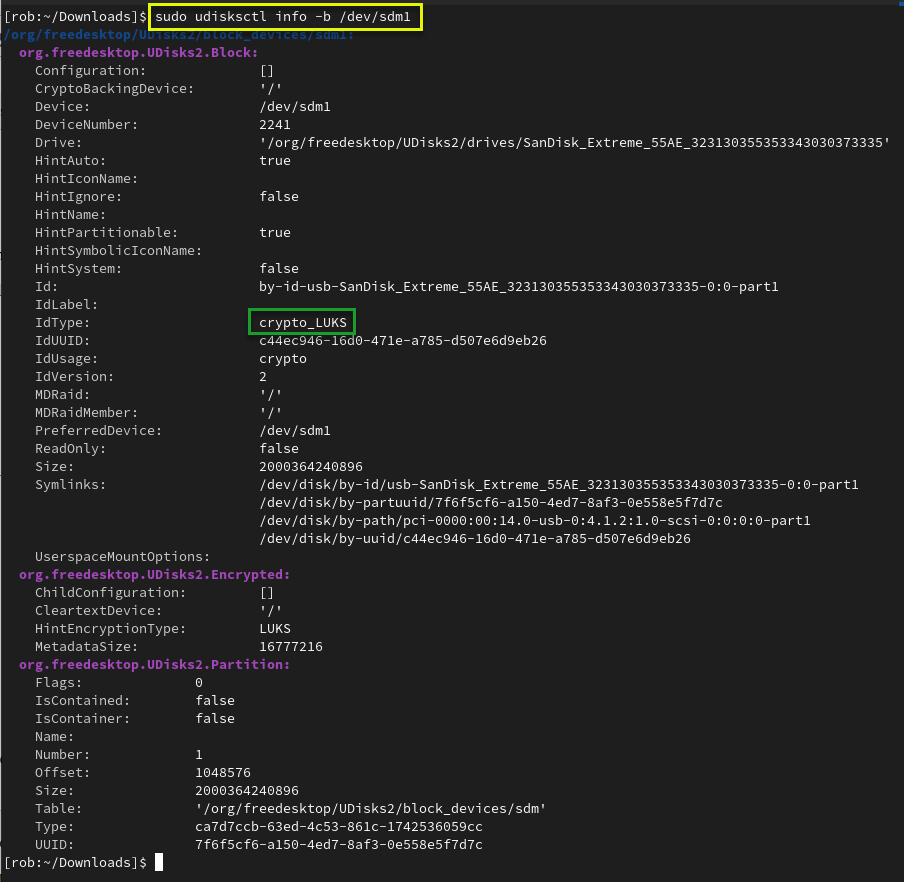 [rob:~/Downloads]$ sudo udisksctl info -b /dev/sdm1
/org/freedesktop/UDisks2/block_devices/sdm1:
org.freedesktop.UDisks2.Block:
Configuration: []
CryptoBackingDevice: '/'
Device: /dev/sdm1
DeviceNumber: 2241
Drive: '/org/freedesktop/UDisks2/drives/SanDisk_Extreme_55AE_323130355353343030373335'
HintAuto: true
HintIconName:
HintIgnore: false
HintName:
HintPartitionable: true
HintSymbolicIconName:
HintSystem: false
Id: by-id-usb-SanDisk_Extreme_55AE_323130355353343030373335-0:0-part1
IdLabel:
IdType: crypto_LUKS
IdUUID: c44ec946-16d0-471e-a785-d507e6d9eb26
IdUsage: crypto
IdVersion: 2
MDRaid: '/'
MDRaidMember: '/'
PreferredDevice: /dev/sdm1
ReadOnly: false
Size: 2000364240896
Symlinks: /dev/disk/by-id/usb-SanDisk_Extreme_55AE_323130355353343030373335-0:0-part1
/dev/disk/by-partuuid/7f6f5cf6-a150-4ed7-8af3-0e558e5f7d7c
/dev/disk/by-path/pci-0000:00:14.0-usb-0:4.1.2:1.0-scsi-0:0:0:0-part1
/dev/disk/by-uuid/c44ec946-16d0-471e-a785-d507e6d9eb26
UserspaceMountOptions:
org.freedesktop.UDisks2.Encrypted:
ChildConfiguration: []
CleartextDevice: '/'
HintEncryptionType: LUKS
MetadataSize: 16777216
org.freedesktop.UDisks2.Partition:
Flags: 0
IsContained: false
IsContainer: false
Name:
Number: 1
Offset: 1048576
Size: 2000364240896
Table: '/org/freedesktop/UDisks2/block_devices/sdm'
Type: ca7d7ccb-63ed-4c53-861c-1742536059cc
UUID: 7f6f5cf6-a150-4ed7-8af3-0e558e5f7d7c
[rob:~/Downloads]$